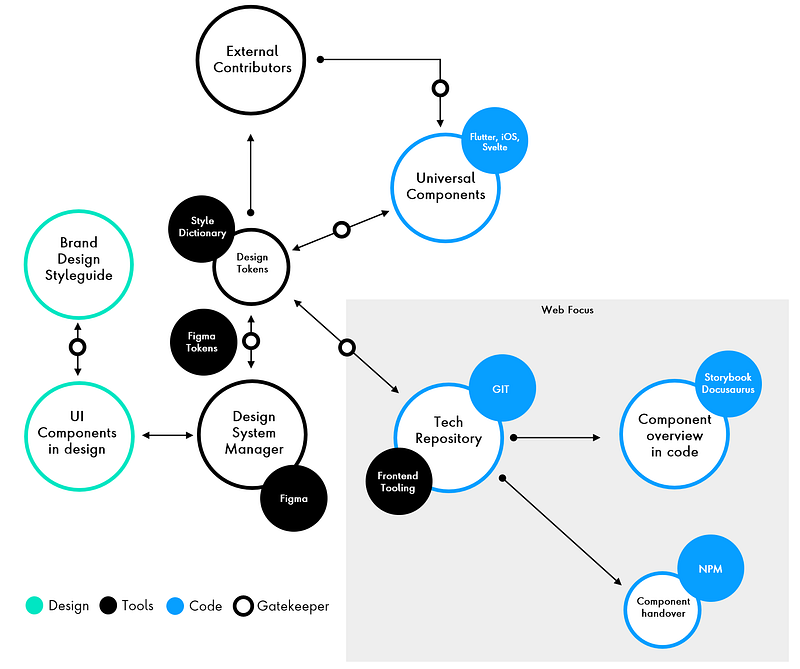 External
Contributors
Flutter, iOS,
Svelte
Universal
Components
Style
Dictionary
Design
Tokens
Brand
Design
Styleguide
Figma
Tokens
Web Focus
UI
Components
in design
Design
System
Manager
Figma
GIT
Tech
Repository
Frontend
Tooling
Storybook
Docusaurus
Component
overview
in code
NPM
Component
handover
Design
Tools
Code
Gatekeeper